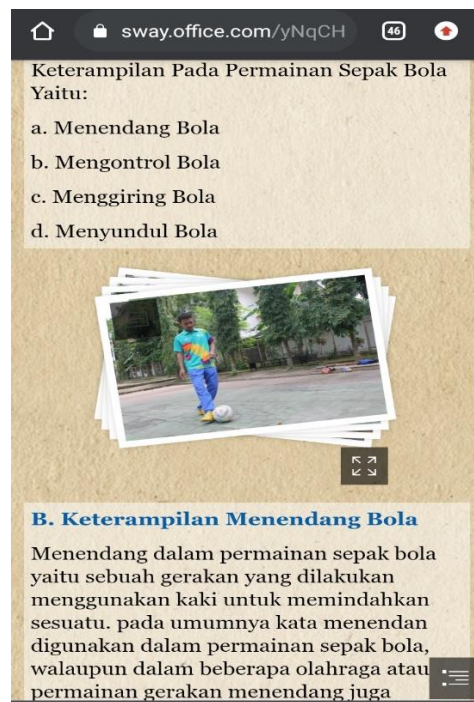 sway.office.com/yNqCH
46
Keterampilan Pada Permainan Sepak Bola
Yaitu:
a. Menendang Bola
b. Mengontrol Bola
c. Menggiring Bola
d. Menyundul Bola
B. Keterampilan Menendang Bola
Menendang dalam permainan sepak bola
yaitu sebuah gerakan yang dilakukan
menggunakan kaki untuk memindahkan
sesuatu. pada umumnya kata menendan
digunakan dalam permainan sepak bola,
walaupun dalam beberapa olahraga atau
permainan gerakan menendang juga